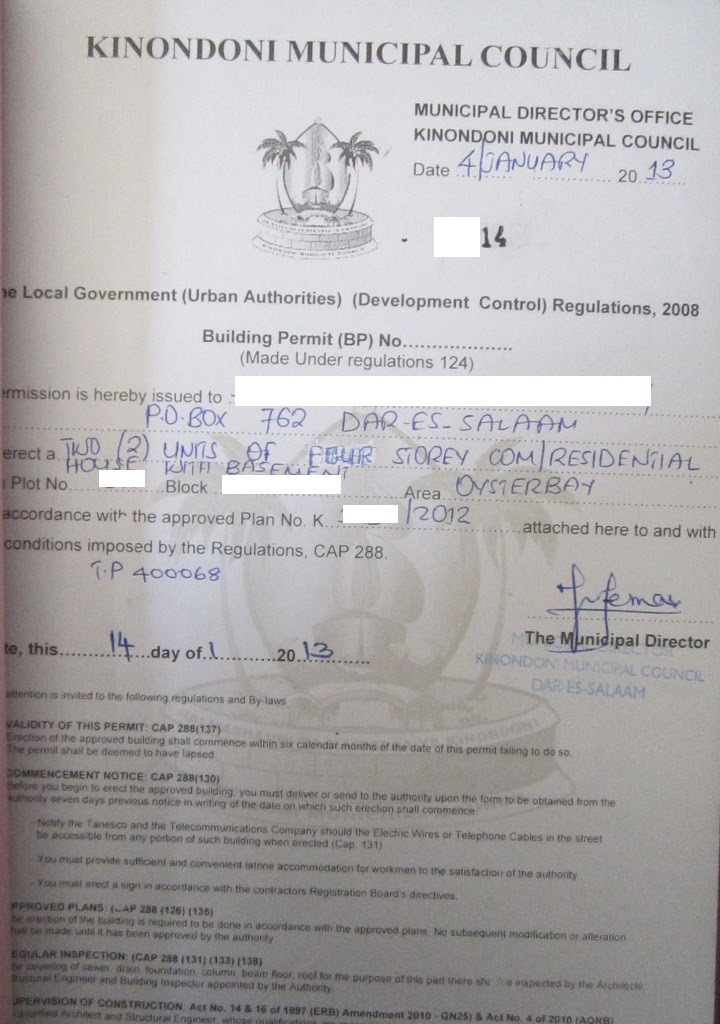 KINONDONI MUNICIPAL COUNCIL
MUNICIPAL DIRECTOR'S OFFICE
KINONDONI MUNICIPAL COUNCIL
Date 4/JANUARY 2013
- 14
he Local Government (Urban Authorities) (Development Control) Regulations, 2008
Building Permit (BP) No...................
(Made Under regulations 124)
ermission is hereby issued to
P.O.BOX 762 DAR-ES-SALAAM
erect a TWO (2) UNITS OF FOUR STOREY COM/RESIDENTIAL
HOUSE WITH BASEMENT
Plot No. Block Area OYSTERBAY
accordance with the approved Plan No. K. /2012 attached here to and with
conditions imposed by the Regulations, CAP 288.
T.P 400068
The Municipal Director
KINONDONI MUNICIPAL COUNCIL
DAR-ES-SALAAM
te, this 14 day of 1 2013
attention is invited to the following regulations and By-laws
VALIDITY OF THIS PERMIT: CAP 288(137)
Erection of the approved building shall commence within six calendar months of the date of this permit failing to do so.
The permit shall be deemed to have lapsed.
COMMENCEMENT NOTICE: CAP 288(130)
Before you begin to erect the approved building, you must deliver or send to the authority upon the form to be obtained from the
authority seven days previous notice in writing of the date on which such erection shall commence
- Notify the Tanesco and the Telecommunications Company should the Electric Wires or Telephone Cables in the street
be accessible from any portion of such building when erected (Cap. 131)
- You must provide sufficient and convenient latrine accommodation for workmen to the satisfaction of the authority
- You must erect a sign in accordance with the contractors Registration Board's directives.
PPROVED PLANS: (CAP 288 (126) (135)
he erection of the building is required to be done in accordance with the approved plans. No subsequent modification or alteration
hall be made until it has been approved by the authority
EGULAR INSPECTION: (CAP 288 (131) (133) (138)
he covering of sewer, drain, foundation, column, beam floor, roof for the purpose of this part there sha e inspected by the Architects,
ructural Engineer and Building Inspector appointed by the Authority.
UPERVISION OF CONSTRUCTION: Act No. 14 & 16 of 1997 (ERB) Amendment 2010 - GN25) & Act No. 4 of 2010 (AQRB)
ualified Architect and Structural Engineer, whose qualifications